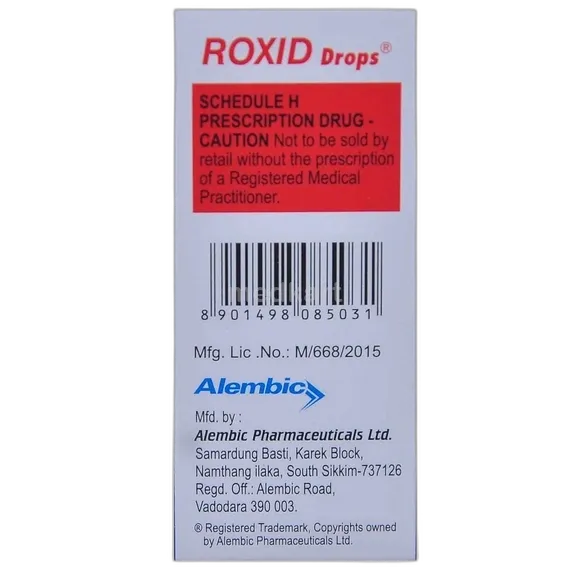 ROXID Drops®
SCHEDULE H
PRESCRIPTION DRUG -
CAUTION Not to be sold by
retail without the prescription
of a Registered Medical
Practitioner.
medkart
8 901498 085031
Mfg. Lic .No.: M/668/2015
Alembic
Mfd. by :
Alembic Pharmaceuticals Ltd.
Samardung Basti, Karek Block,
Namthang ilaka, South Sikkim-737126
Regd. Off.: Alembic Road,
Vadodara 390 003.
® Registered Trademark, Copyrights owned
by Alembic Pharmaceuticals Ltd.